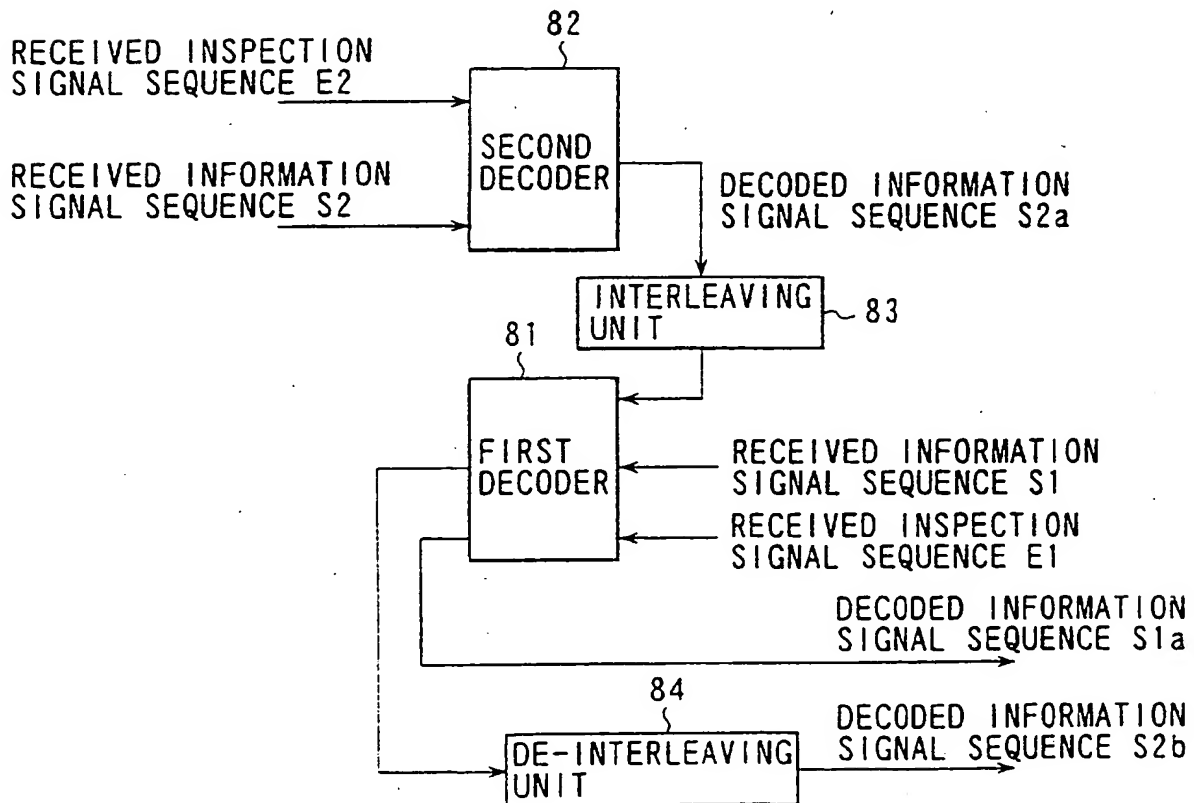 82
RECEIVED INSPECTION
SIGNAL SEQUENCE E2
SECOND
DECODER
RECEIVED INFORMATION
SIGNAL SEQUENCE S2
DECODED INFORMATION
SIGNAL SEQUENCE S2a
INTERLEAVING
UNIT
83
81
FIRST
DECODER
RECEIVED INFORMATION
SIGNAL SEQUENCE S1
RECEIVED INSPECTION
SIGNAL SEQUENCE E1
DECODED INFORMATION
SIGNAL SEQUENCE S1a
84
DE-INTERLEAVING
UNIT
DECODED INFORMATION
SIGNAL SEQUENCE S2b